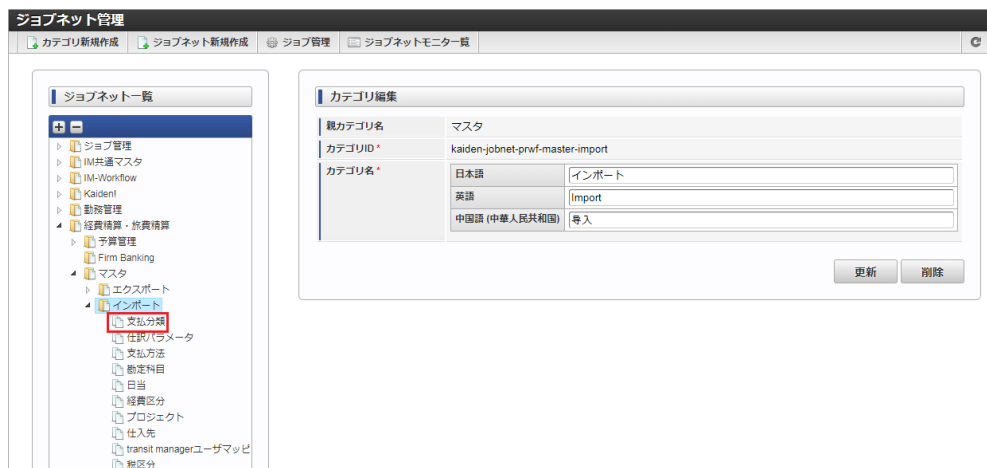 ジョブネット管理
カテゴリ新規作成 ジョブネット新規作成 ジョブ管理 ジョブネットモニタ一覧
ジョブネット一覧
ジョブ管理
IM共通マスタ
IM-Workflow
Kaiden!
勤務管理
経費精算・旅費精算
予算管理
Firm Banking
マスタ
エクスポート
インポート
支払分類
仕訳パラメータ
支払方法
勘定科目
日当
経費区分
プロジェクト
仕入先
transit managerユーザマッピ
税区分
カテゴリ編集
親カテゴリ名 マスタ
カテゴリID * kaiden-jobnet-prwf-master-import
カテゴリ名 * 日本語 インポート
英語 Import
中国語 (中華人民共和国) 导入
更新 削除